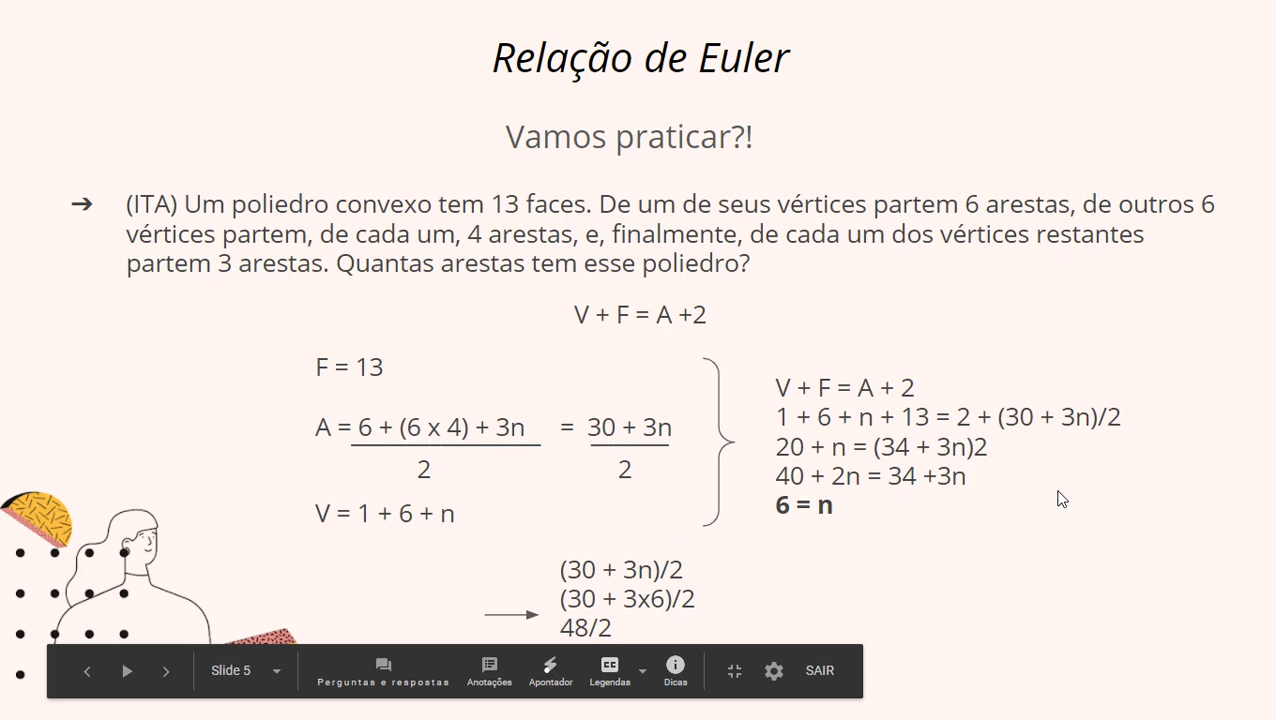 Relação de Euler
Vamos praticar?!
➔ (ITA) Um poliedro convexo tem 13 faces. De um de seus vértices partem 6 arestas, de outros 6
vértices partem, de cada um, 4 arestas, e, finalmente, de cada um dos vértices restantes
partem 3 arestas. Quantas arestas tem esse poliedro?
V + F = A +2
F = 13
A = 6 + (6 x 4) + 3n = 30 + 3n
2 2
V = 1 + 6 + n
V + F = A + 2
1 + 6 + n + 13 = 2 + (30 + 3n)/2
20 + n = (34 + 3n)2
40 + 2n = 34 +3n
6 = n
(30 + 3n)/2
(30 + 3x6)/2
48/2
Slide 5
Perguntas e respostas
Anotações
Apontador
CC
Legendas
Dicas
SAIR